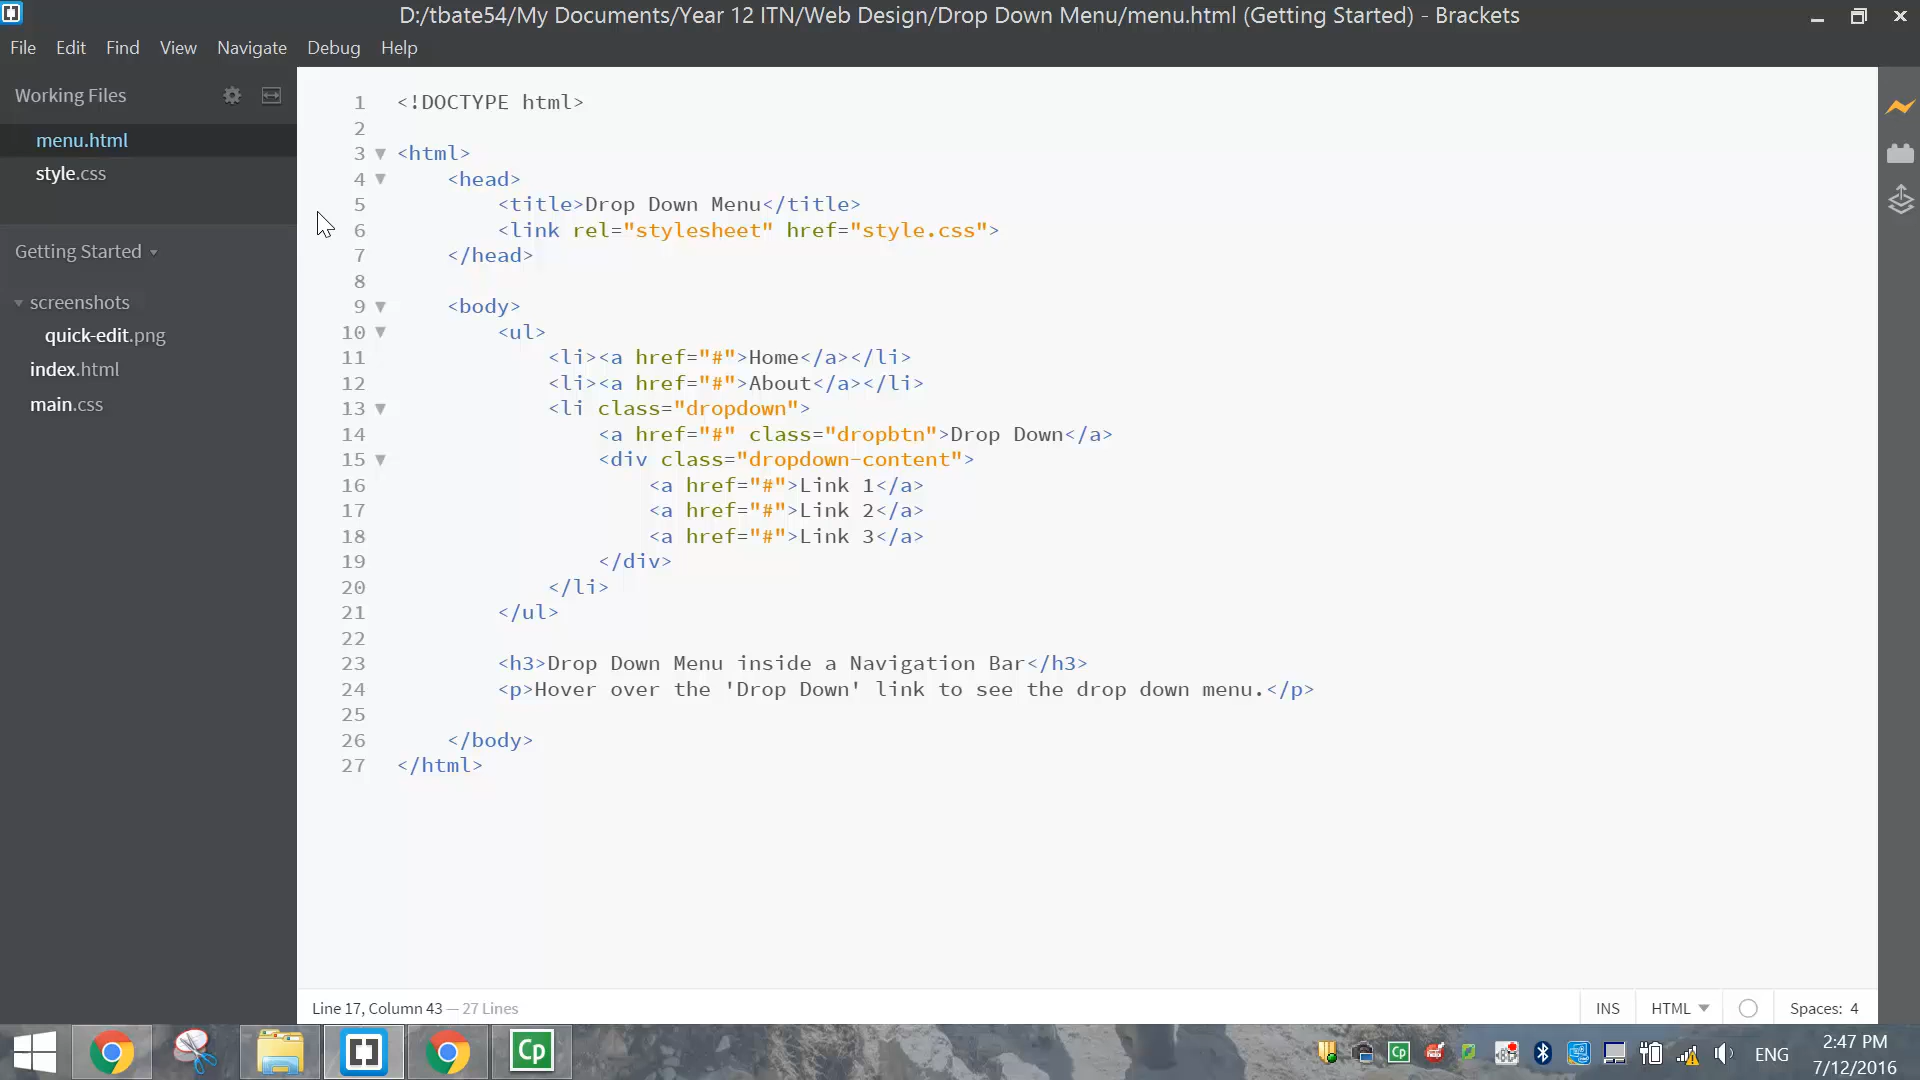 D:/tbate54/My Documents/Year 12 ITN/Web Design/Drop Down Menu/menu.html (Getting Started) - Brackets
File Edit Find View Navigate Debug Help
Working Files
menu.html
style.css
Getting Started
screenshots
quick-edit.png
index.html
main.css
1 <!DOCTYPE html>
2
3 <html>
4 <head>
5 <title>Drop Down Menu</title>
6 <link rel="stylesheet" href="style.css">
7 </head>
8
9 <body>
10 <ul>
11 <li><a href="#">Home</a></li>
12 <li><a href="#">About</a></li>
13 <li class="dropdown">
14 <a href="#" class="dropbtn">Drop Down</a>
15 <div class="dropdown-content">
16 <a href="#">Link 1</a>
17 <a href="#">Link 2</a>
18 <a href="#">Link 3</a>
19 </div>
20 </li>
21 </ul>
22
23 <h3>Drop Down Menu inside a Navigation Bar</h3>
24 <p>Hover over the 'Drop Down' link to see the drop down menu.</p>
25
26 </body>
27 </html>
Line 17, Column 43 — 27 Lines
INS HTML Spaces: 4
Cp
Cp
ENG
2:47 PM
7/12/2016